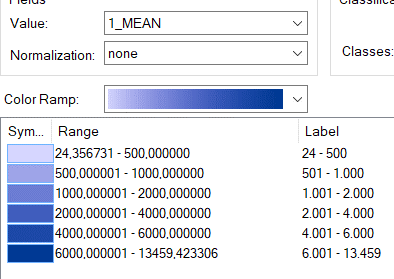 Fields
Classifica
Value: 1_MEAN
Normalization: none
Classes:
Color Ramp:
Sym... Range Label
24,356731 - 500,000000 24 - 500
500,000001 - 1000,000000 501 - 1.000
1000,000001 - 2000,000000 1.001 - 2.000
2000,000001 - 4000,000000 2.001 - 4.000
4000,000001 - 6000,000000 4.001 - 6.000
6000,000001 - 13459,423306 6.001 - 13.459